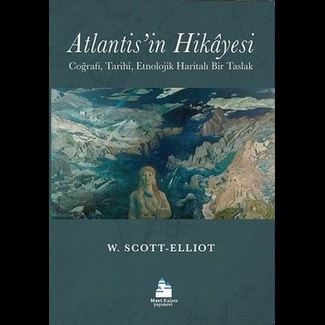 Atlantis'in Hikâyesi
Coğrafi, Tarihi, Etnolojik Haritalı Bir Taslak
W. SCOTT-ELLIOT
Mavi Kalem
yayınevi